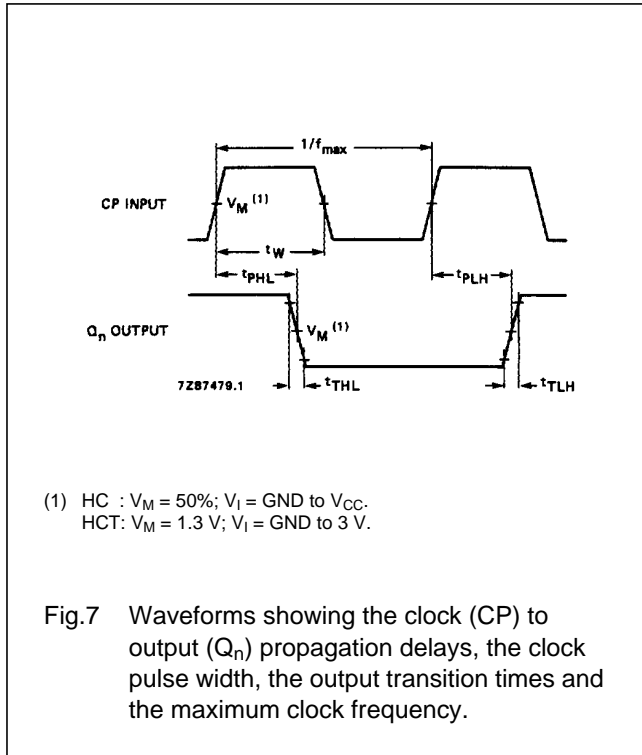 1/fmax
CP INPUT
VM (1)
tW
tPHL
tPLH
Qn OUTPUT
VM (1)
7Z87479.1
tTHL
tTLH
(1) HC : VM = 50%; VI = GND to VCC.
HCT: VM = 1.3 V; VI = GND to 3 V.
Fig.7 Waveforms showing the clock (CP) to
output (Qn) propagation delays, the clock
pulse width, the output transition times and
the maximum clock frequency.